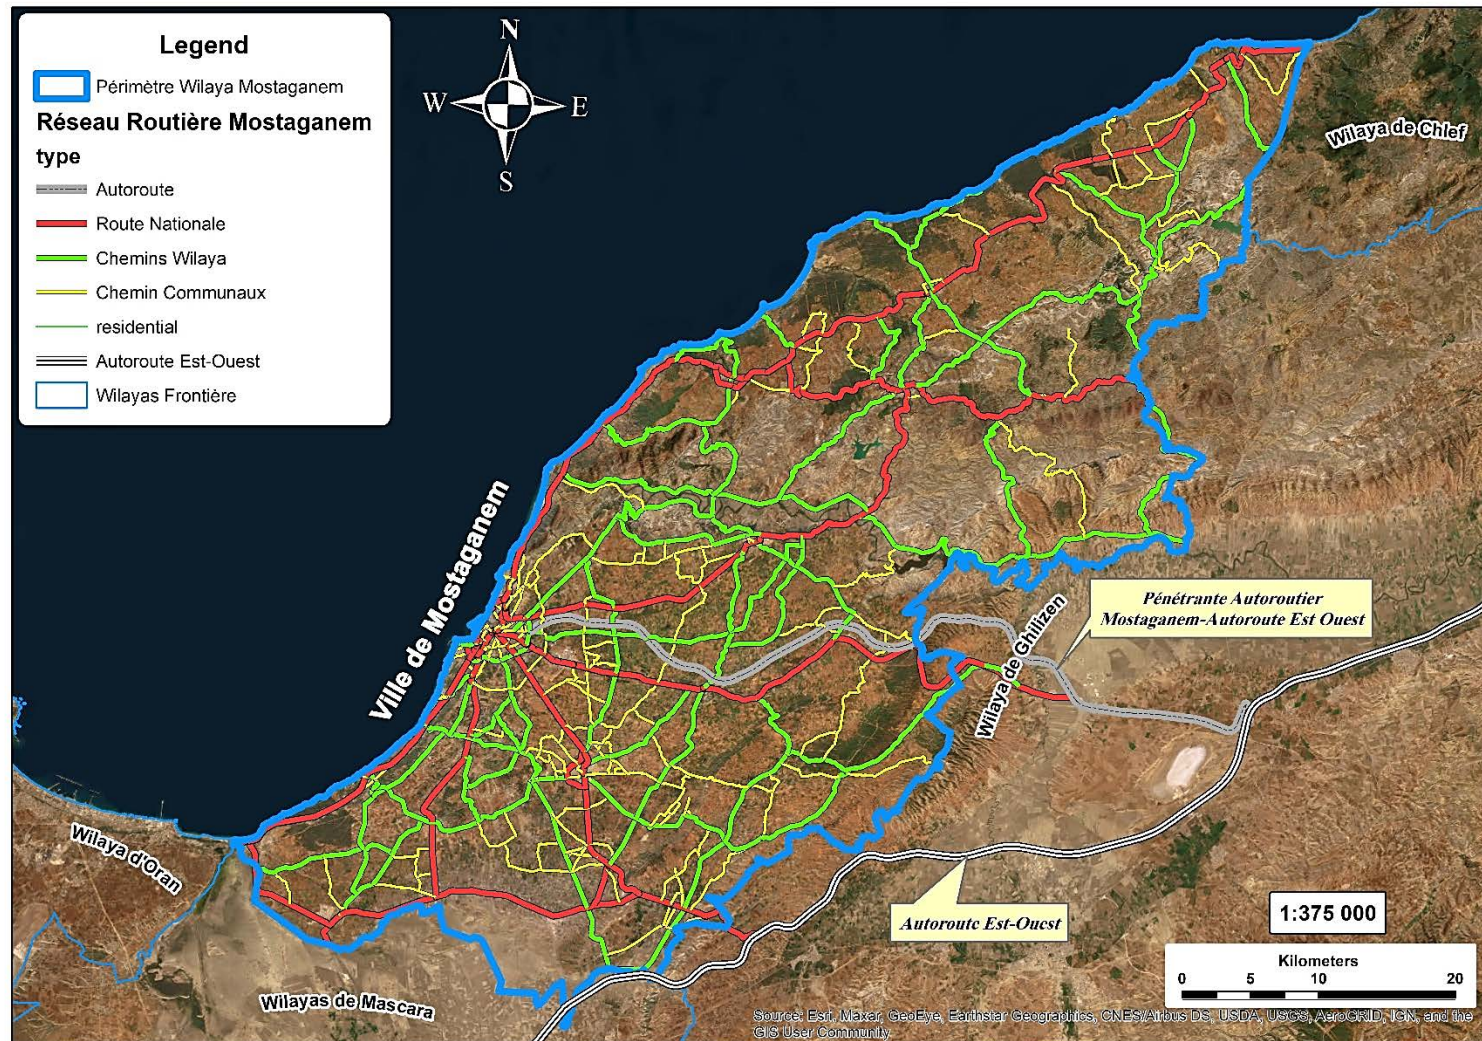 Legend
Périmètre Wilaya Mostaganem
Réseau Routière Mostaganem
type
Autoroute
Route Nationale
Chemins Wilaya
Chemin Communaux
residential
Autoroute Est-Ouest
Wilayas Frontière
N
W
E
S
Wilaya de Chlef
Ville de Mostaganem
Pénétrante Autoroutier
Mostaganem-Autoroute Est Ouest
Wilaya de Ghilizen
Wilaya d'Oran
Autoroute Est-Ouest
Wilayas de Mascara
1:375 000
Kilometers
0 5 10 20
Source: Esri, Maxar, GeoEye, Earthstar Geographics, CNES/Airbus DS, USDA, USGS, AeroGRID, IGN, and the
GIS User Community